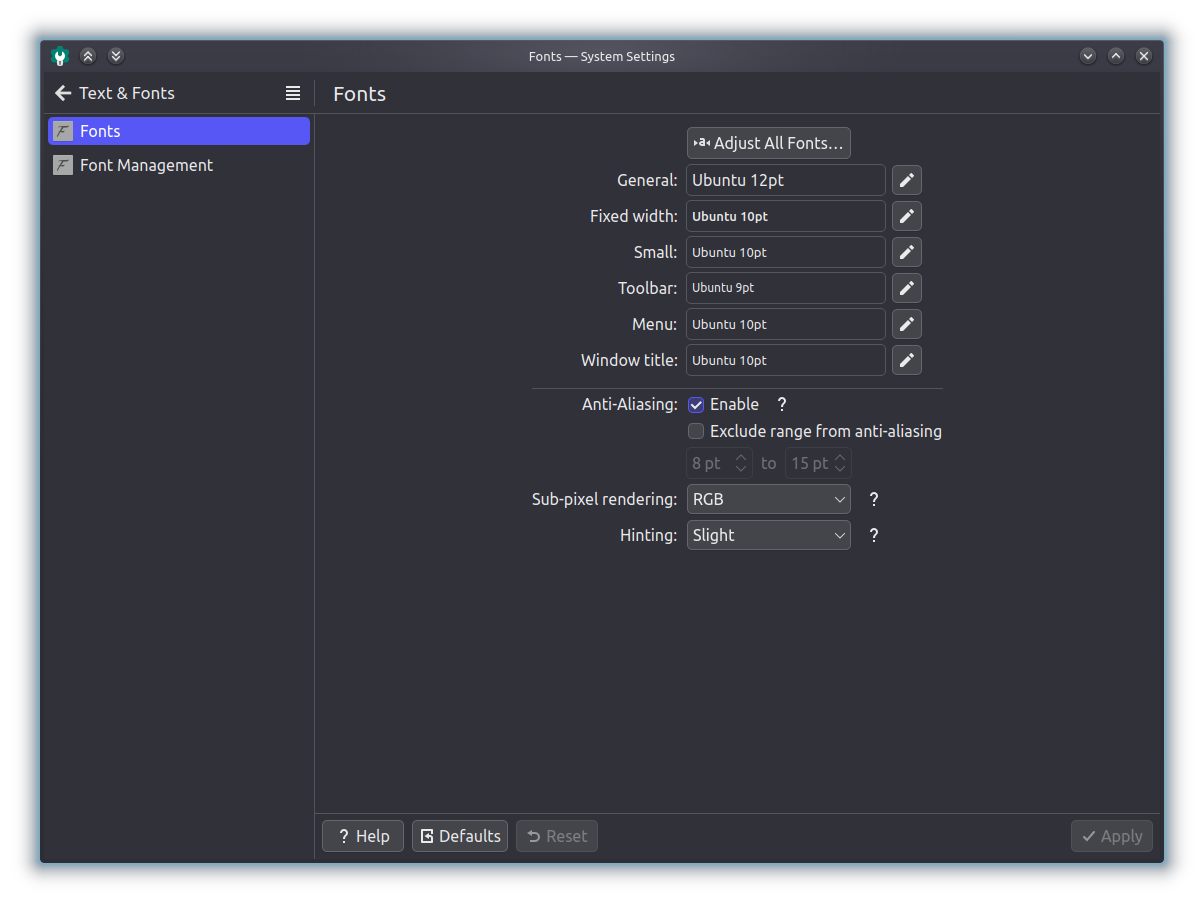 Fonts — System Settings
Text & Fonts
Fonts
Fonts
Font Management
Adjust All Fonts...
General: Ubuntu 12pt
Fixed width: Ubuntu 10pt
Small: Ubuntu 10pt
Toolbar: Ubuntu 9pt
Menu: Ubuntu 10pt
Window title: Ubuntu 10pt
Anti-Aliasing: Enable ?
Exclude range from anti-aliasing
8 pt to 15 pt
Sub-pixel rendering: RGB ?
Hinting: Slight ?
? Help Defaults Reset Apply